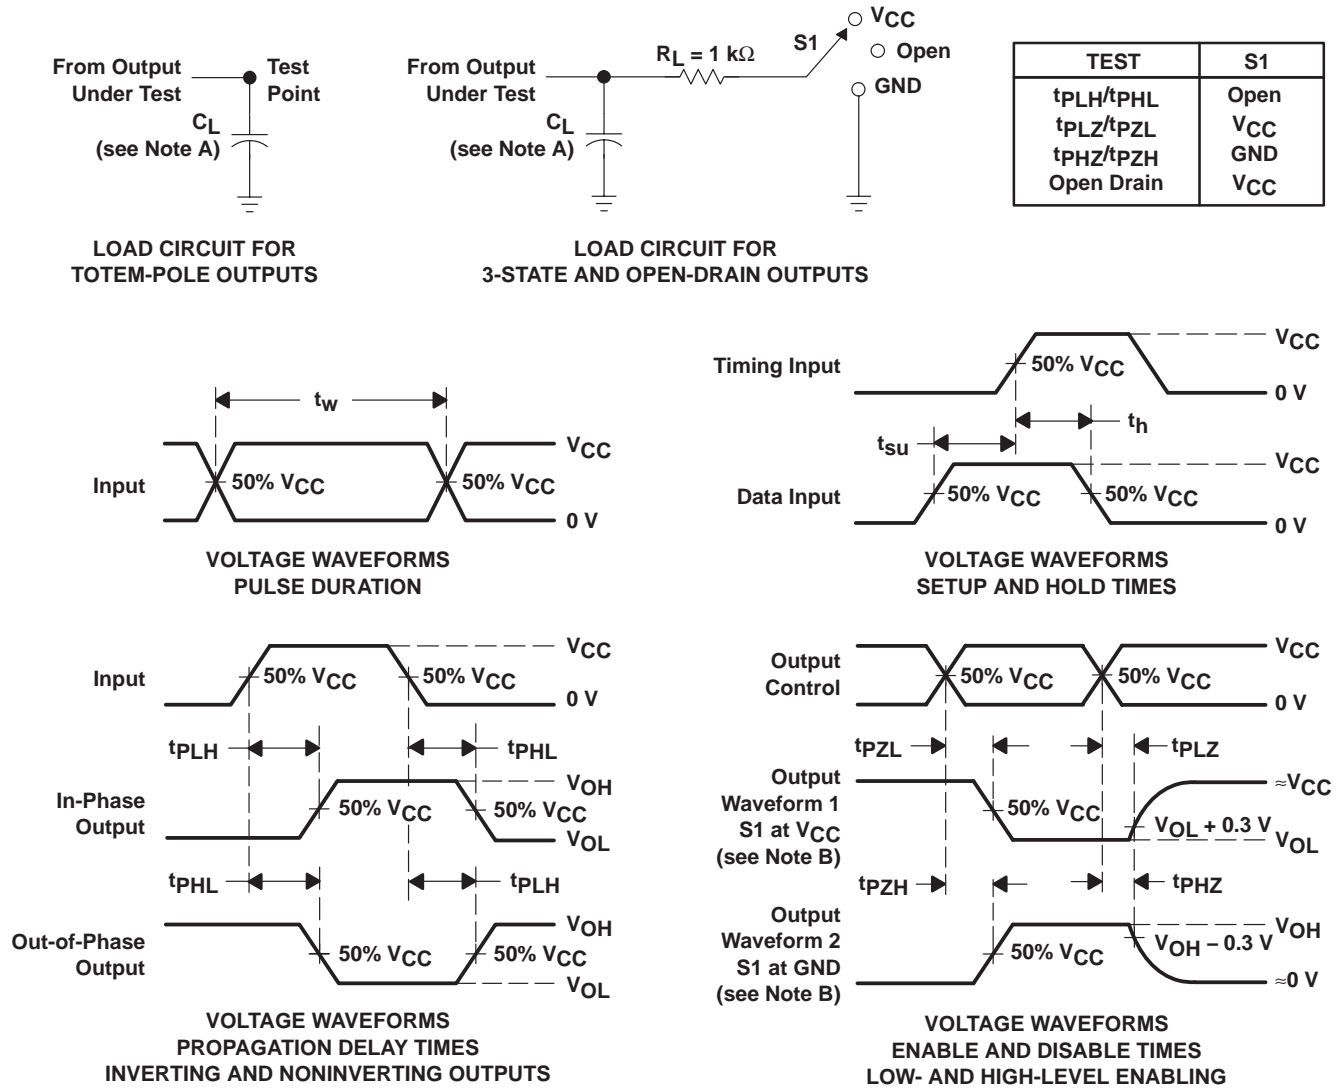 From Output
Under Test
Test
Point
CL
(see Note A)
LOAD CIRCUIT FOR
TOTEM-POLE OUTPUTS
From Output
Under Test
RL = 1 kΩ
S1
VCC
Open
GND
CL
(see Note A)
LOAD CIRCUIT FOR
3-STATE AND OPEN-DRAIN OUTPUTS
TEST S1
tPLH/tPHL Open
tPLZ/tPZL VCC
tPHZ/tPZH GND
Open Drain VCC
tw
Input
50% VCC
50% VCC
VCC
0 V
VOLTAGE WAVEFORMS
PULSE DURATION
Timing Input
50% VCC
VCC
0 V
tsu
th
Data Input
50% VCC
50% VCC
VCC
0 V
VOLTAGE WAVEFORMS
SETUP AND HOLD TIMES
Input
50% VCC
50% VCC
VCC
0 V
tPLH
tPHL
In-Phase
Output
50% VCC
50% VCC
VOH
VOL
tPHL
tPLH
Out-of-Phase
Output
50% VCC
50% VCC
VOH
VOL
VOLTAGE WAVEFORMS
PROPAGATION DELAY TIMES
INVERTING AND NONINVERTING OUTPUTS
Output
Control
50% VCC
50% VCC
VCC
0 V
tPZL
tPLZ
Output
Waveform 1
S1 at VCC
(see Note B)
50% VCC
≈VCC
VOL + 0.3 V
VOL
tPZH
tPHZ
Output
Waveform 2
S1 at GND
(see Note B)
50% VCC
VOH
VOH – 0.3 V
≈0 V
VOLTAGE WAVEFORMS
ENABLE AND DISABLE TIMES
LOW- AND HIGH-LEVEL ENABLING